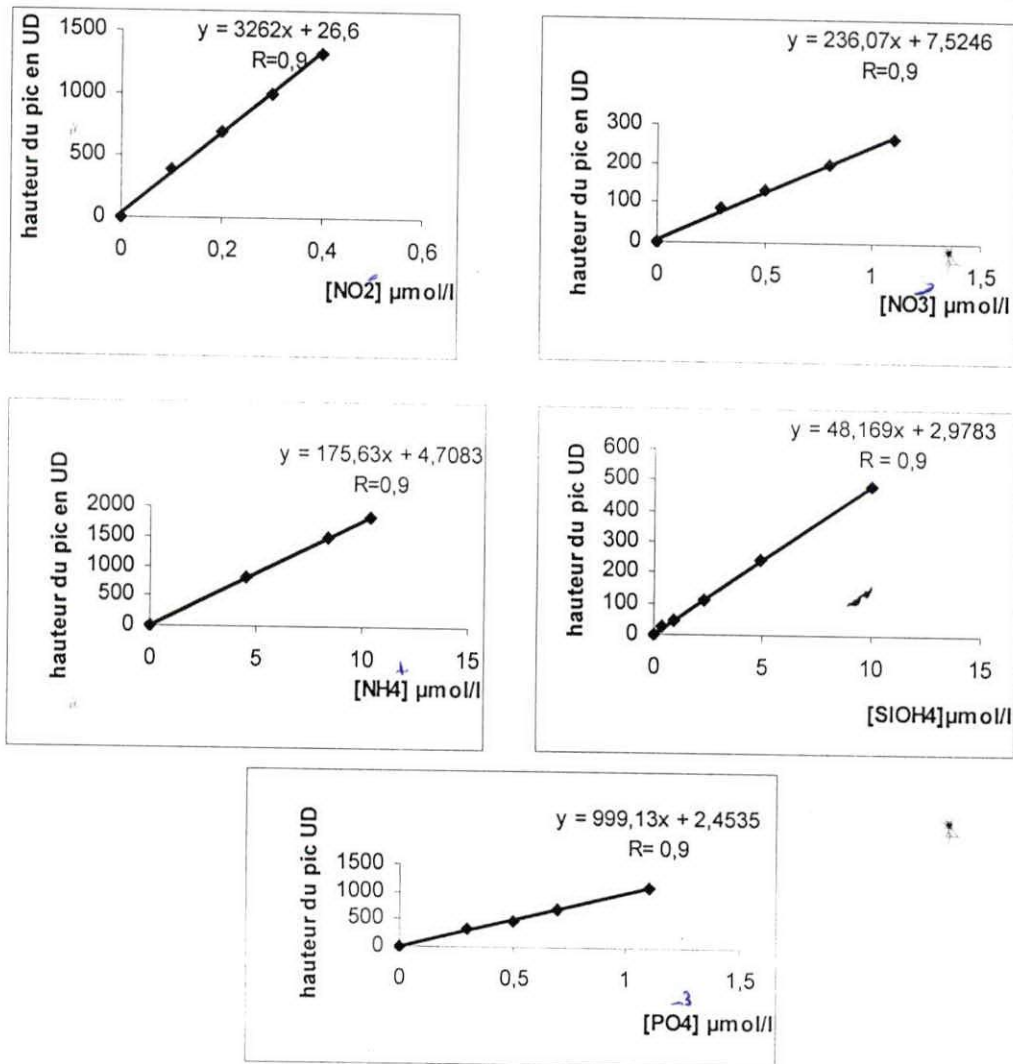 y = 3262x + 26,6
R=0,9
hauteur du pic en UD
1500
1000
500
0
0 0,2 0,4 0,6
[NO2] µmol/l
-
y = 236,07x + 7,5246
R=0,9
hauteur du pic en UD
300
200
100
0
0 0,5 1 1,5
[NO3] µmol/l
-
y = 175,63x + 4,7083
R=0,9
hauteur du pic en UD
2000
1500
1000
500
0
0 5 10 15
+
[NH4] µmol/l
y = 48,169x + 2,9783
R = 0,9
hauteur du pic UD
600
500
400
300
200
100
0
0 5 10 15
[SIOH4]µmol/l
y = 999,13x + 2,4535
R= 0,9
hauteur du pic UD
1500
1000
500
0
0 0,5 1 1,5
-3
[PO4] µmol/l